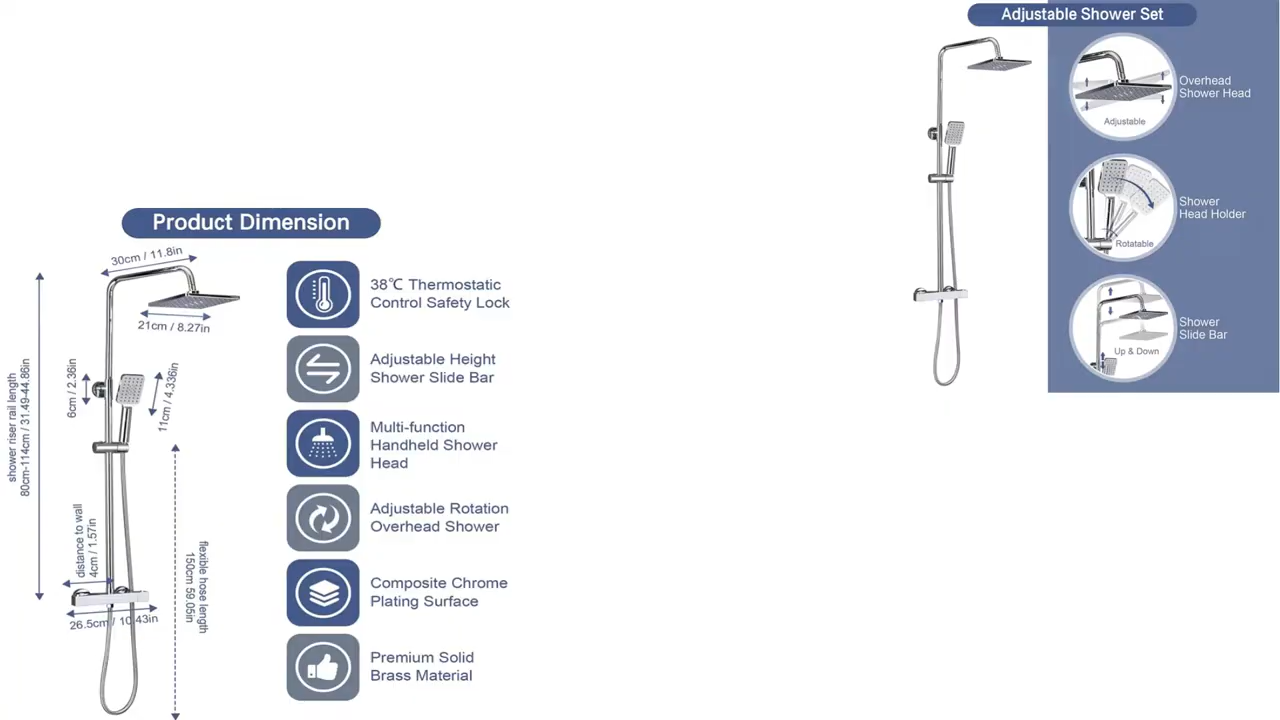 Adjustable Shower Set
Overhead
Shower Head
Adjustable
Shower
Head Holder
Rotatable
Shower
Slide Bar
Up & Down
Product Dimension
30cm / 11.8in
21cm / 8.27in
6cm / 2.36in
11cm / 4.336in
shower riser rail length
80cm-114cm / 31.49-44.86in
distance to wall
4cm / 1.57in
26.5cm / 10.43in
flexible hose length
150cm 59.05in
38℃ Thermostatic
Control Safety Lock
Adjustable Height
Shower Slide Bar
Multi-function
Handheld Shower
Head
Adjustable Rotation
Overhead Shower
Composite Chrome
Plating Surface
Premium Solid
Brass Material